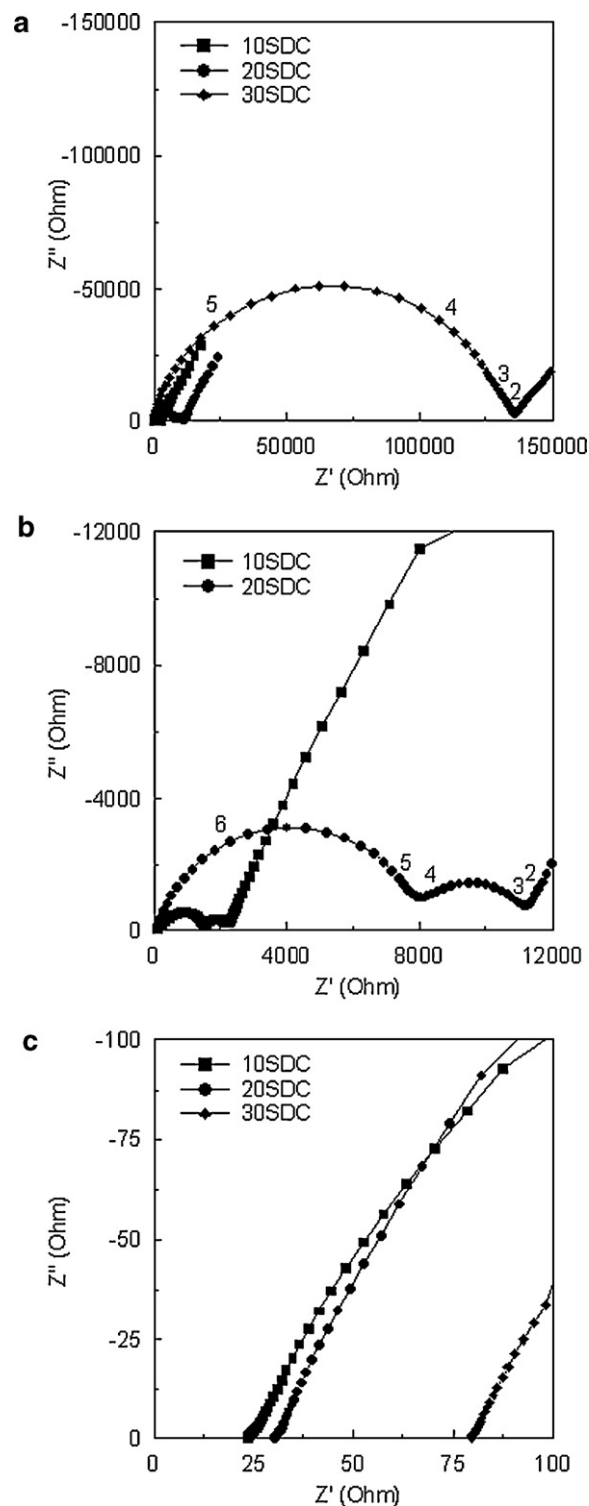 a
-150000
10SDC
20SDC
30SDC
-100000
Z'' (Ohm)
-50000
5
4
3
2
0
0 50000 100000 150000
Z' (Ohm)
b
-12000
10SDC
20SDC
-8000
Z'' (Ohm)
-4000
6
5
4
3
2
0
0 4000 8000 12000
Z' (Ohm)
c
-100
10SDC
20SDC
30SDC
-75
Z'' (Ohm)
-50
-25
0
0 25 50 75 100
Z' (Ohm)